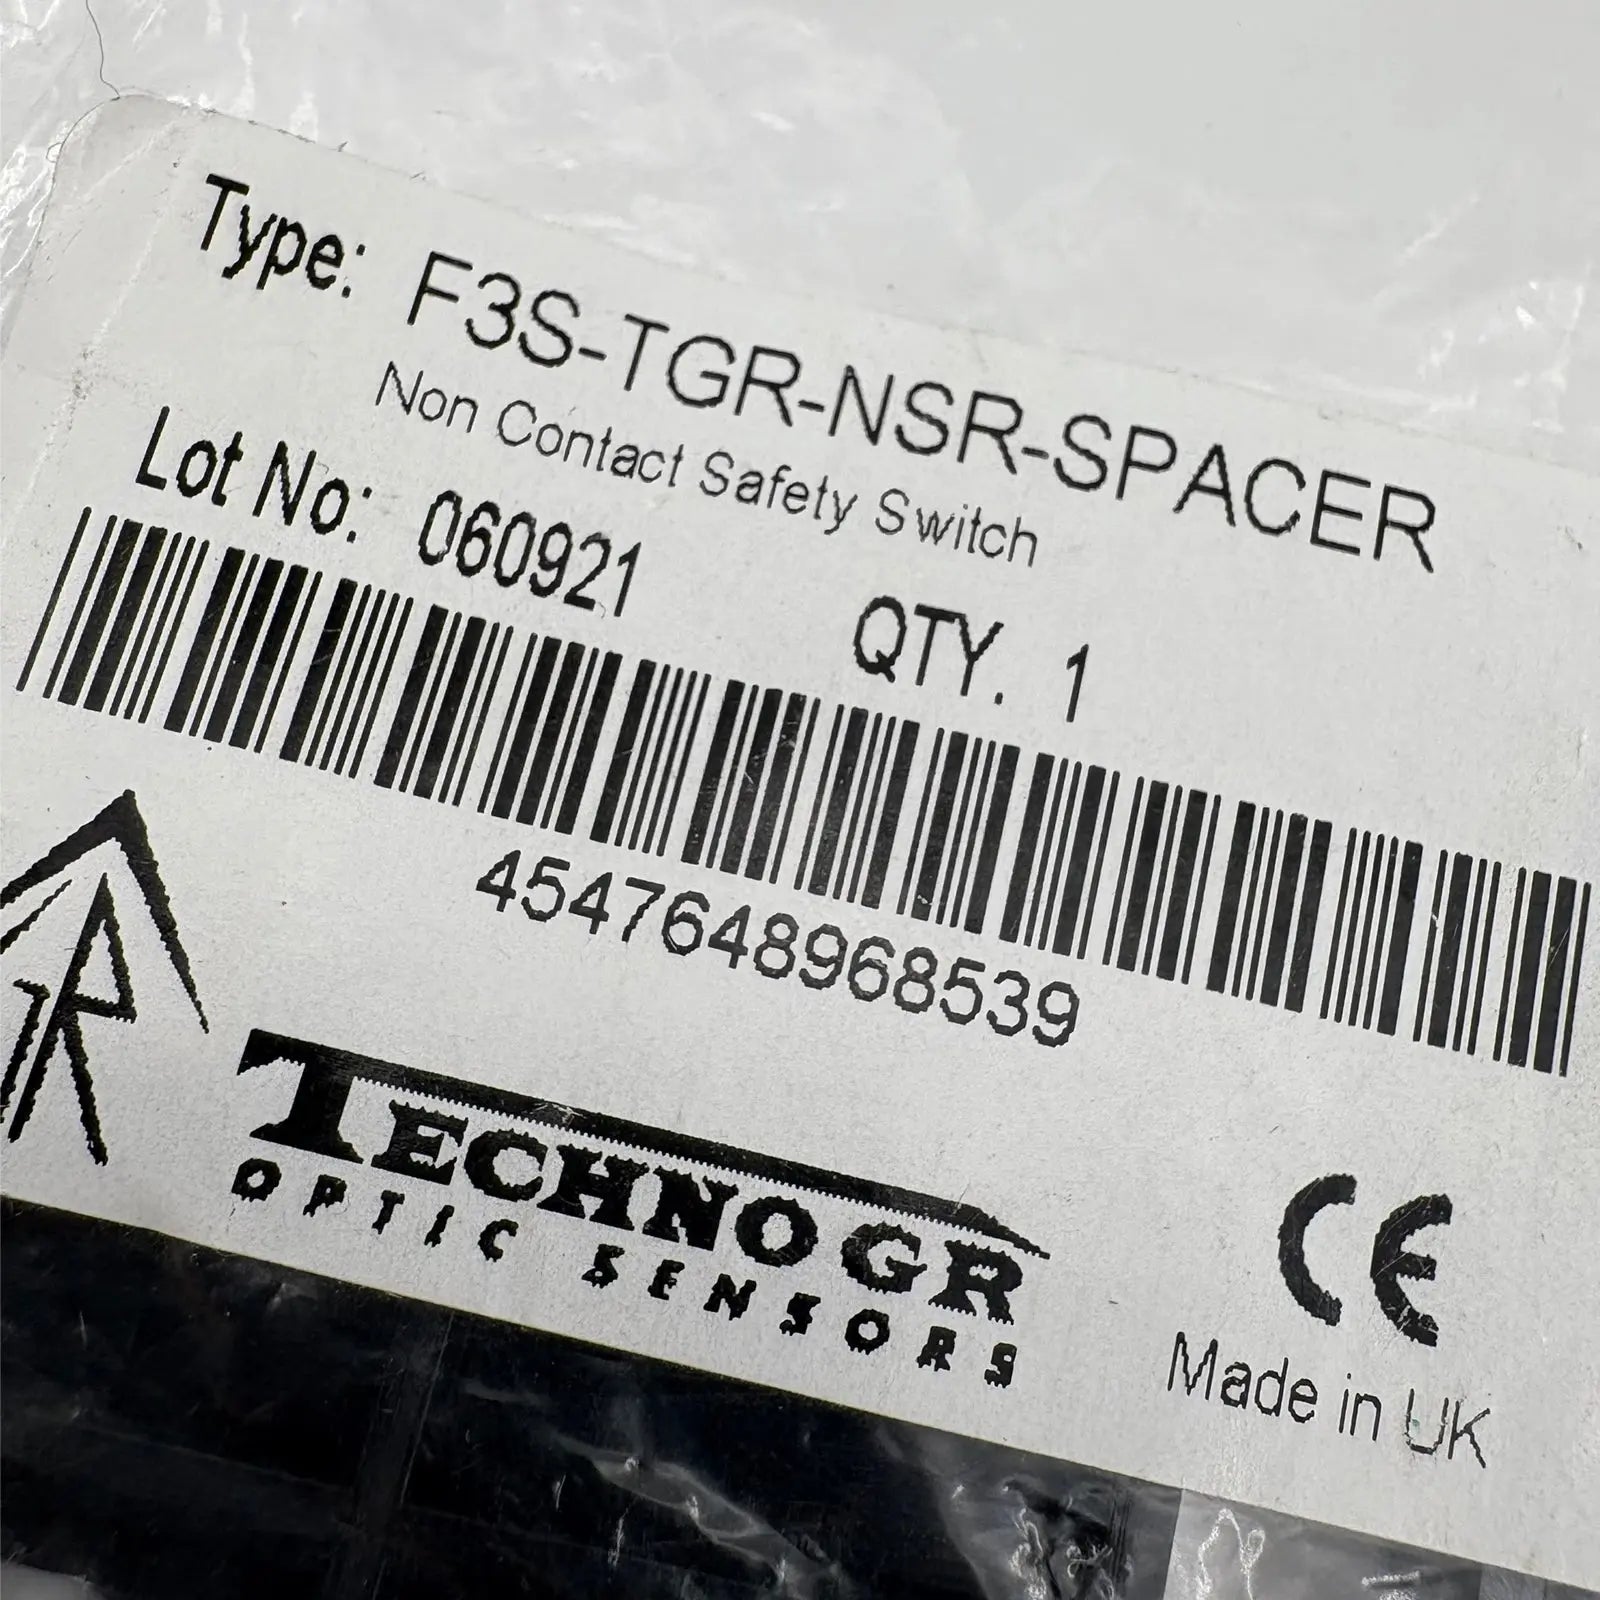 Type: F3S-TGR-NSR-SPACER
Non Contact Safety Switch
Lot No: 060921
QTY. 1
4547648968539
TGR
TECHNOGR
OPTIC SENSORS
CE
Made in UK